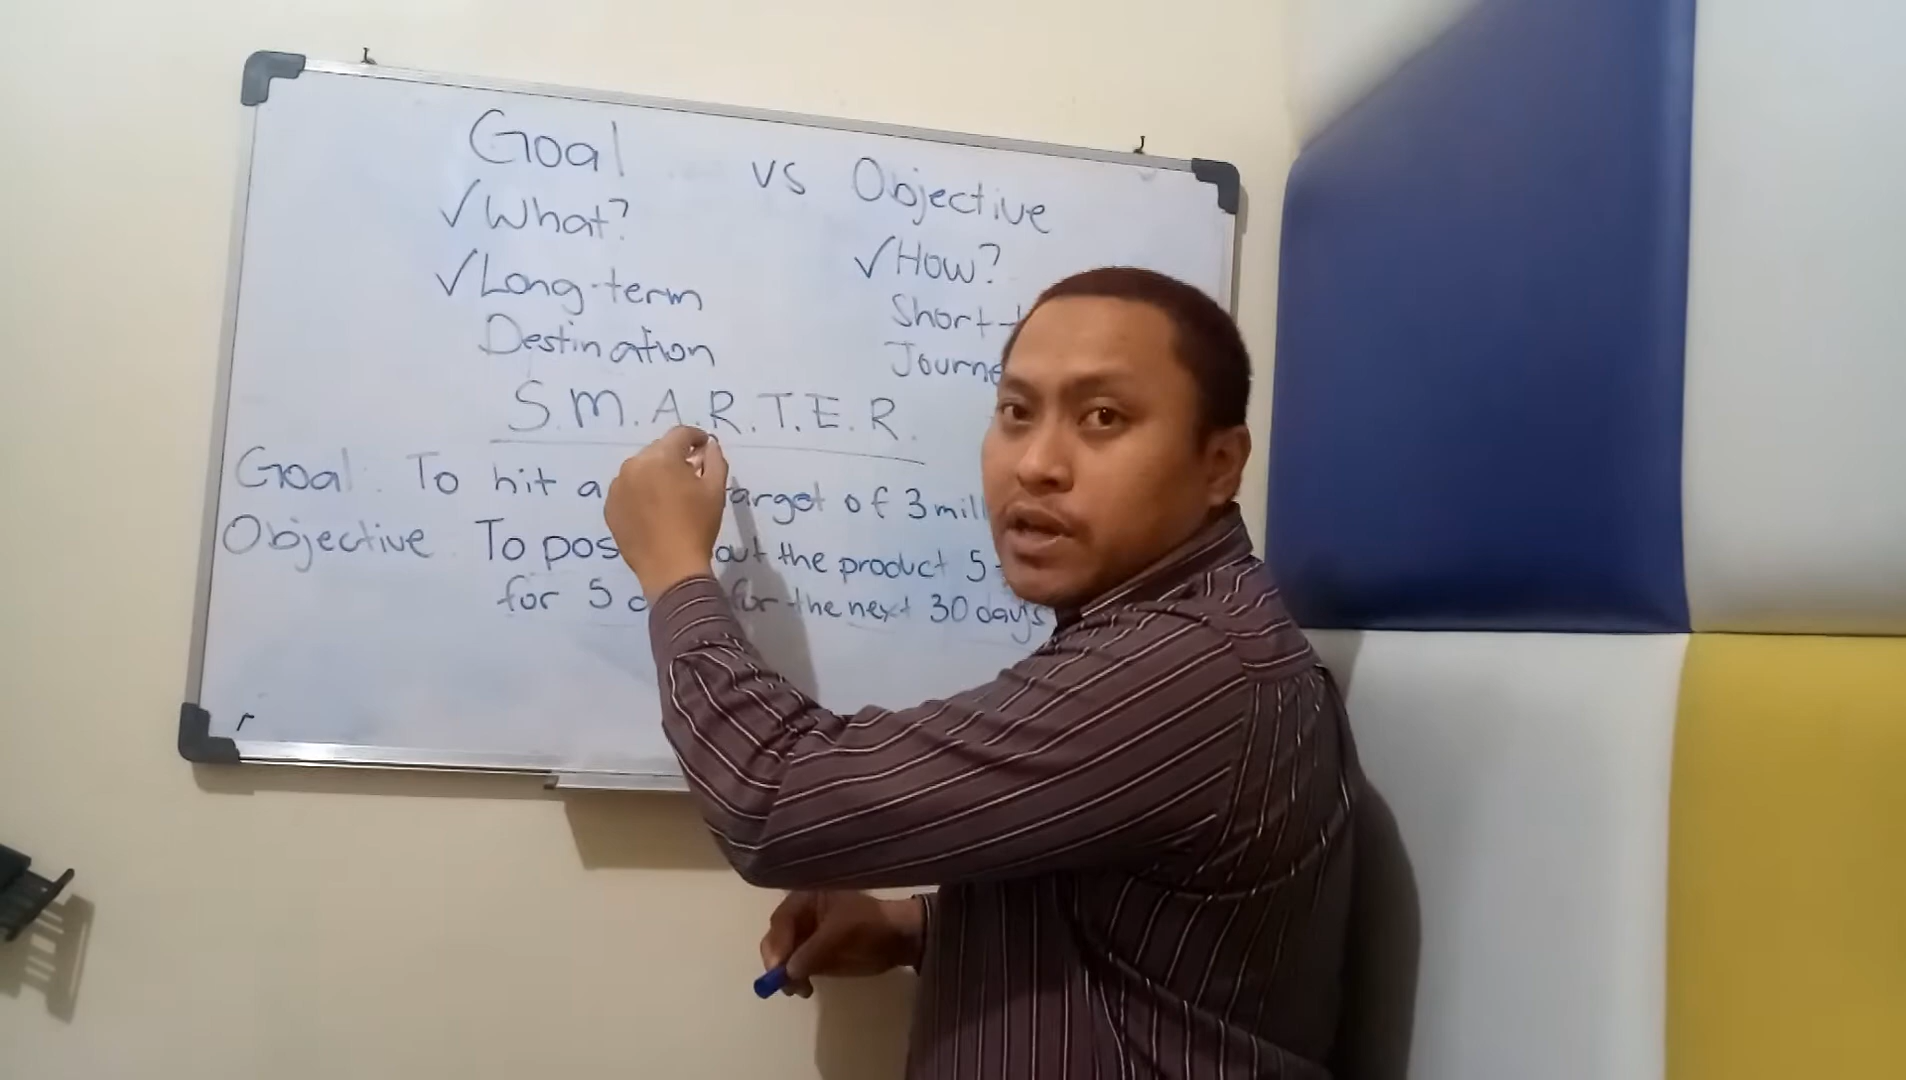 Goal vs Objective
✓What? ✓How?
✓Long-term Short-
Destination Journe
S.M.A.R.T.E.R.
Goal: To hit a target of 3 mill
Objective: To pos out the product 5
for 5 for the next 30 days